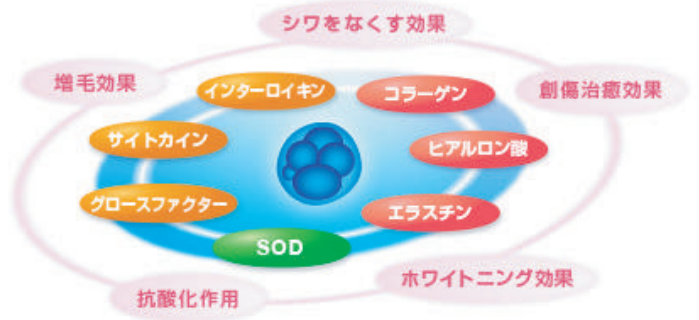 シワをなくす効果
増毛効果
インターロイキン
コラーゲン
創傷治癒効果
サイトカイン
ヒアルロン酸
グロースファクター
エラスチン
SOD
ホワイトニング効果
抗酸化作用